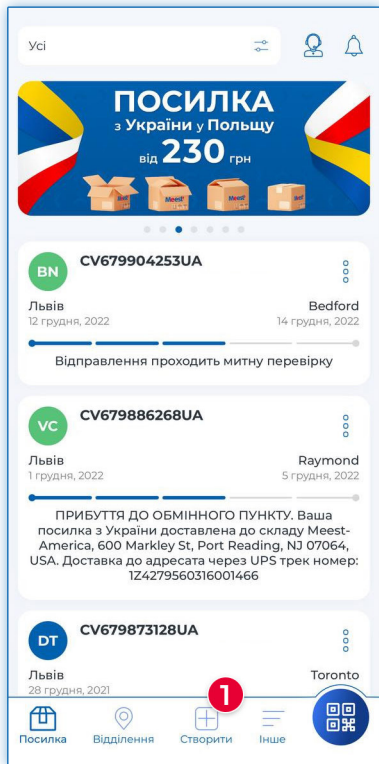 Усі
ПОСИЛКА
з України у Польщу
від 230 грн
Meest
Meest
BN
CV679904253UA
Львів
Bedford
12 грудня, 2022
14 грудня, 2022
Відправлення проходить митну перевірку
VC
CV679886268UA
Львів
Raymond
1 грудня, 2022
5 грудня, 2022
ПРИБУТТЯ ДО ОБМІННОГО ПУНКТУ. Ваша
посилка з України доставлена до складу Meest-
America, 600 Markley St, Port Reading, NJ 07064,
USA. Доставка до адресата через UPS трек номер:
1Z4279560316001466
DT
CV679873128UA
Львів
Toronto
28 грудня, 2021
1
Посилка
Відділення
Створити
Інше